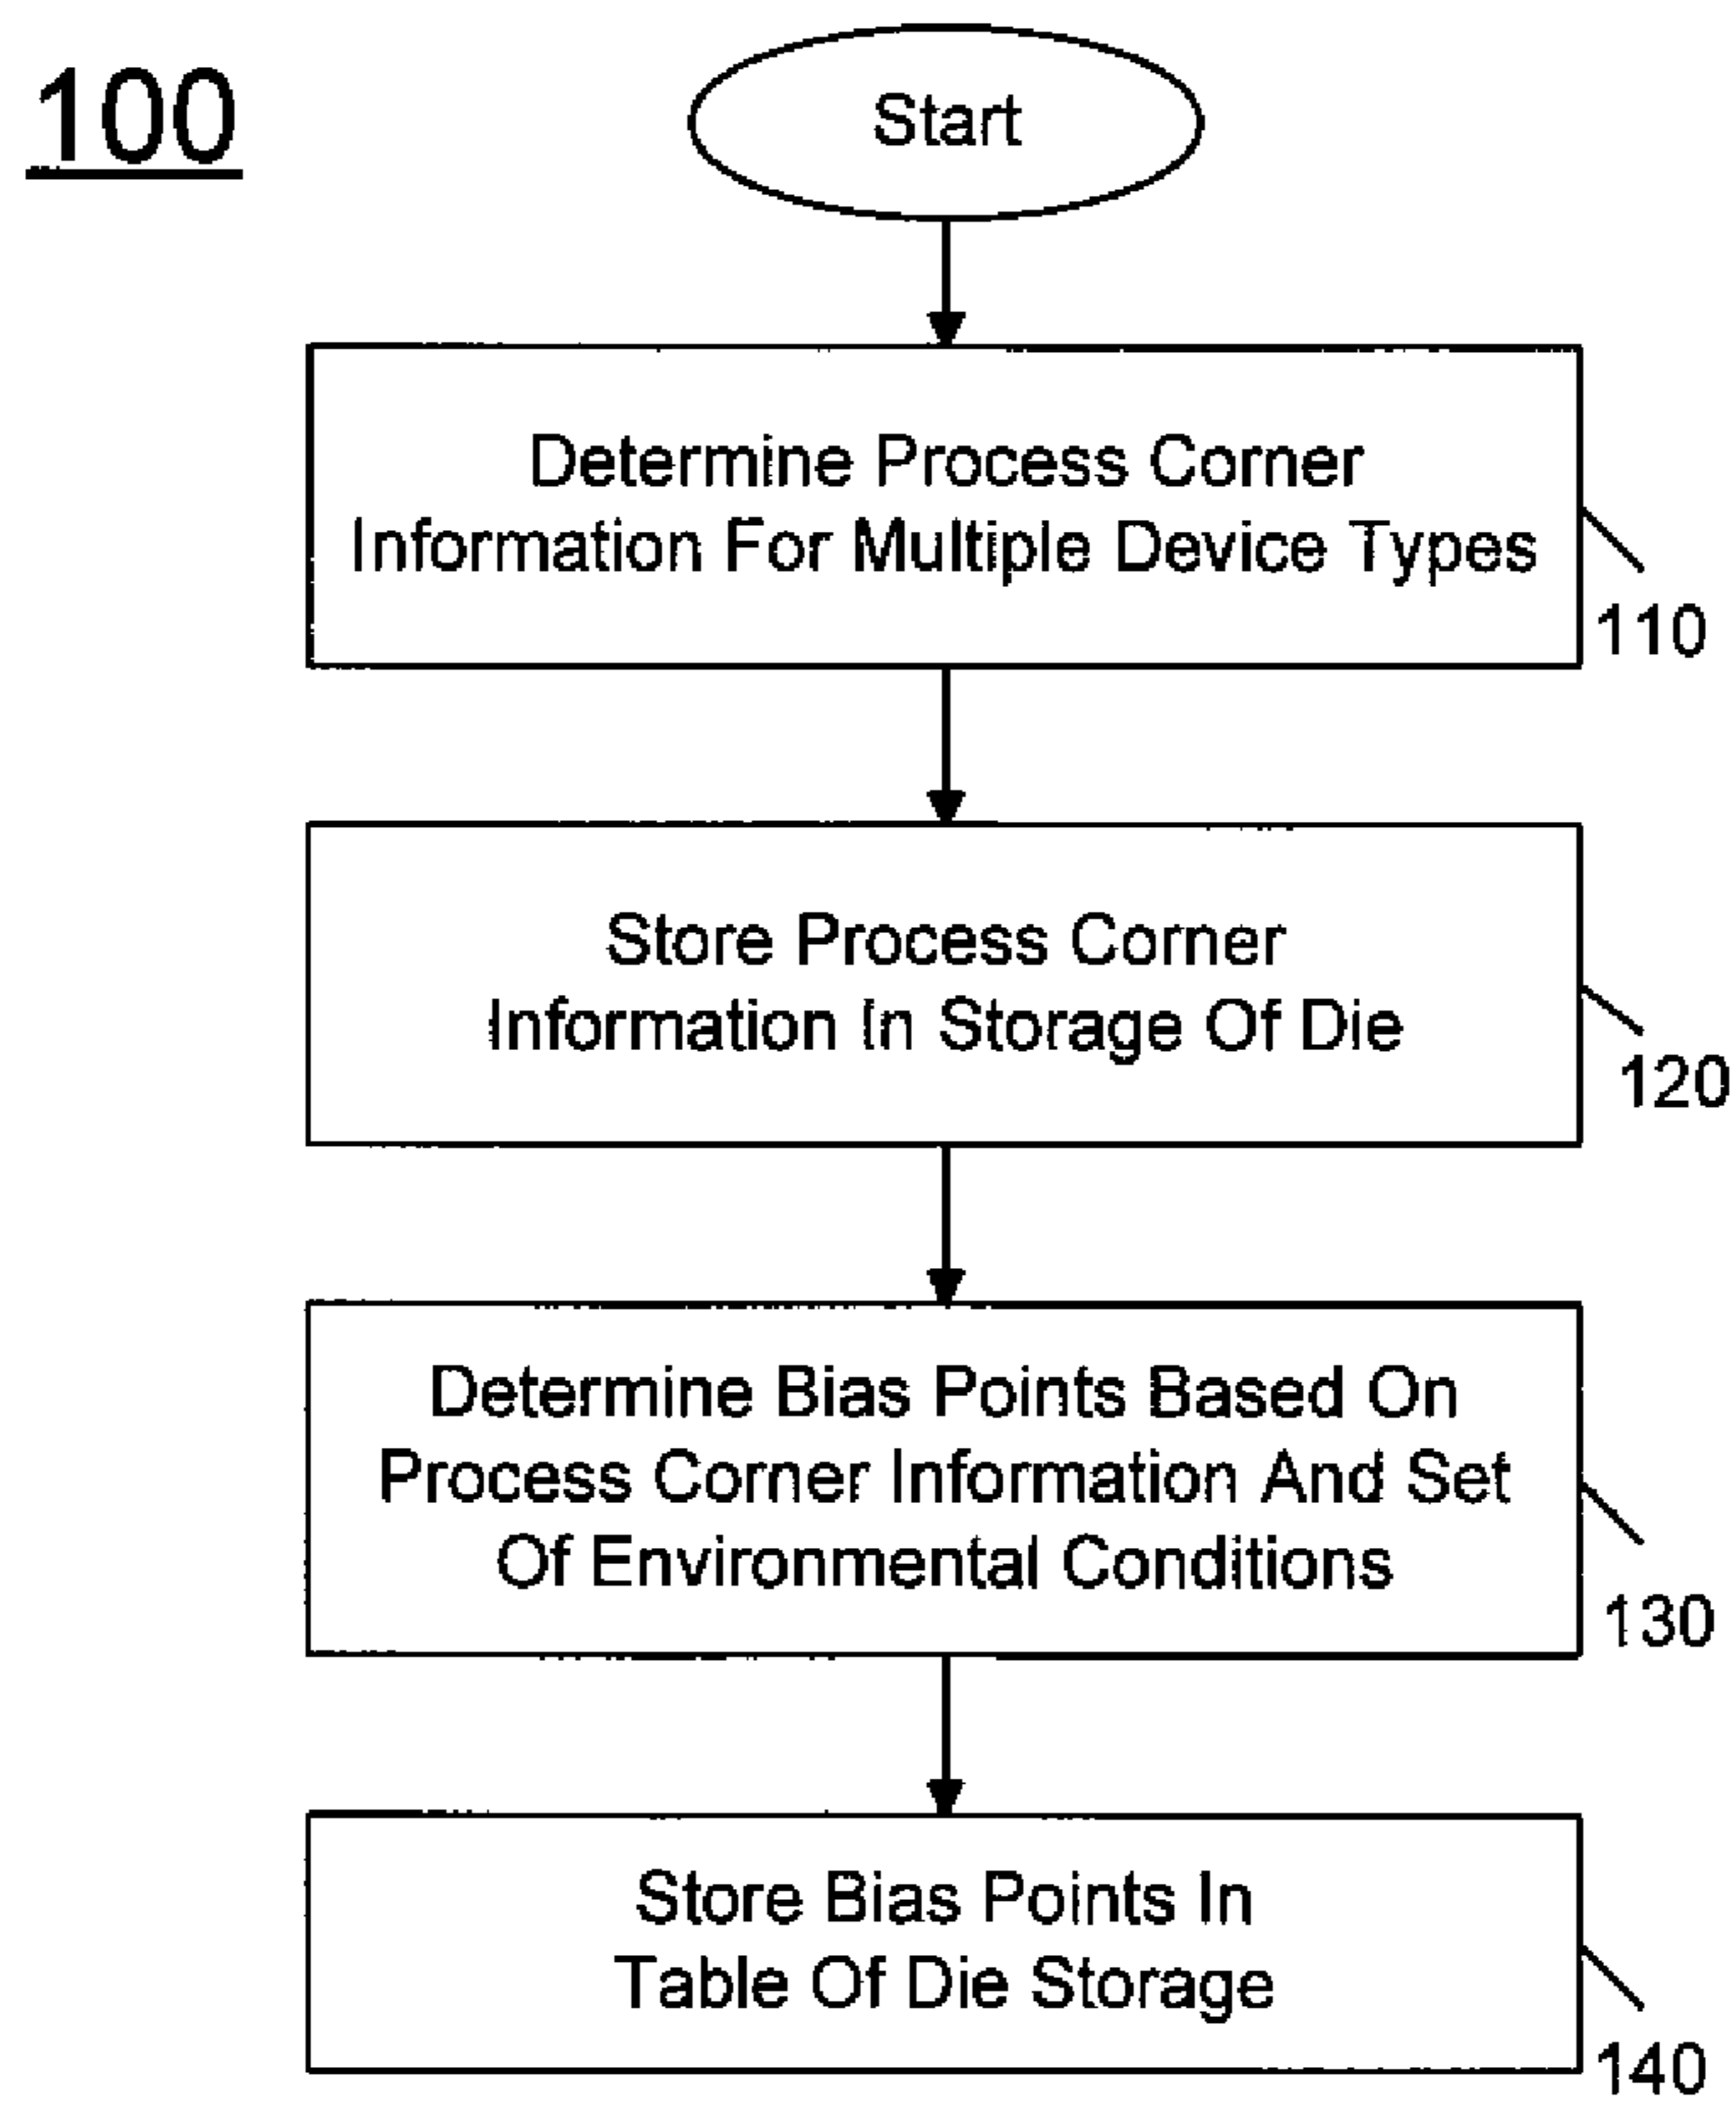 100
Start
Determine Process Corner
Information For Multiple Device Types
110
Store Process Corner
Information In Storage Of Die
120
Determine Bias Points Based On
Process Corner Information And Set
Of Environmental Conditions
130
Store Bias Points In
Table Of Die Storage
140